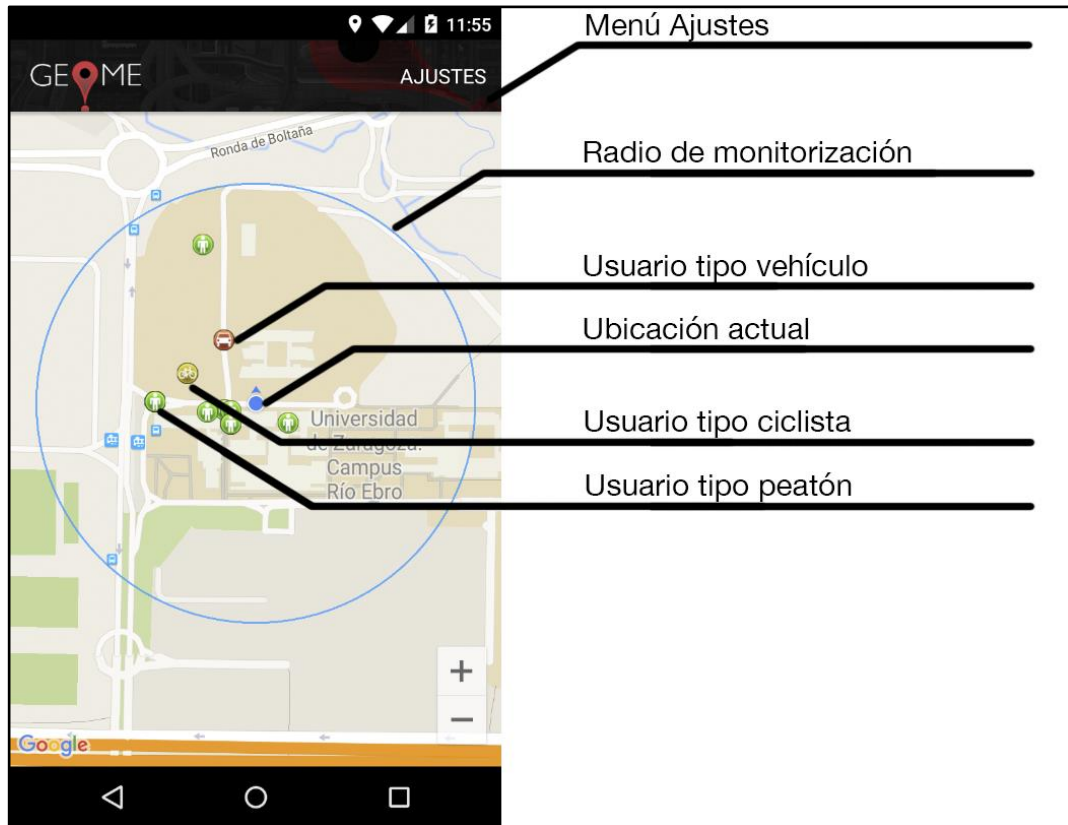 11:55
GEOME
AJUSTES
Menú Ajustes
Ronda de Boltaña
Radio de monitorización
Usuario tipo vehículo
Ubicación actual
Universidad
de Zaragoza.
Campus
Río Ebro
Usuario tipo ciclista
Usuario tipo peatón
+
−
Google